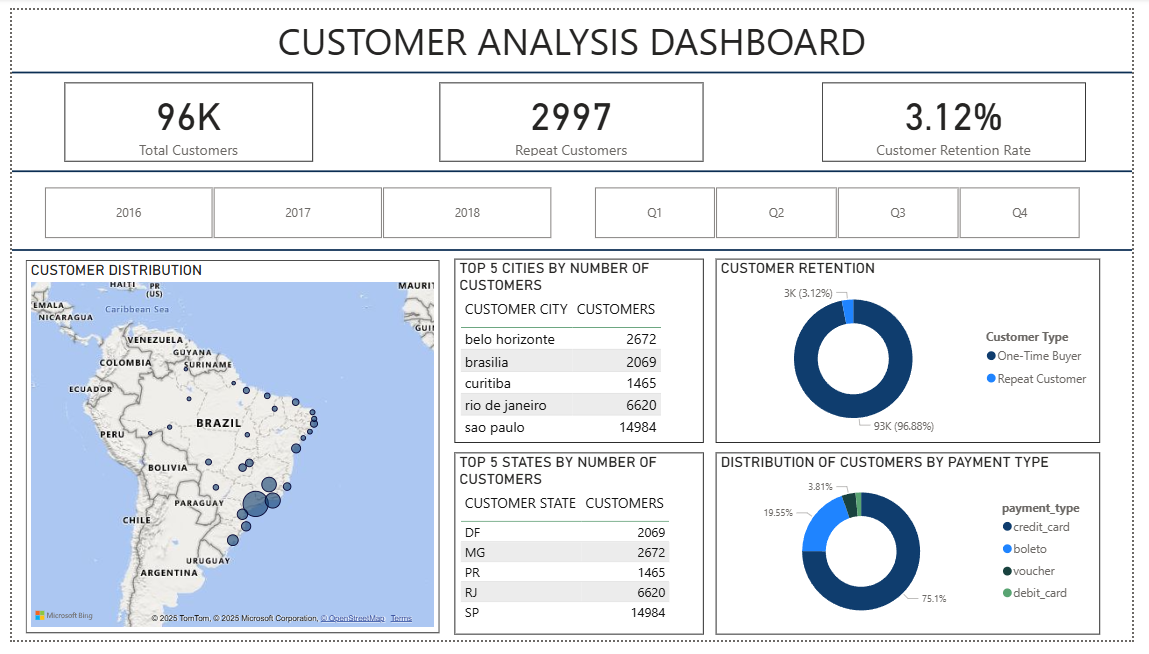 CUSTOMER ANALYSIS DASHBOARD
96K
Total Customers
2997
Repeat Customers
3.12%
Customer Retention Rate
2016
2017
2018
Q1
Q2
Q3
Q4
CUSTOMER DISTRIBUTION
HAITI
PR
(US)
MAURIT
EMALA
Caribbean Sea
NICARAGUA
GUI
VENEZUELA
GUYANA
COLOMBIA
SURINAME
ECUADOR
BRAZIL
PERU
BOLIVIA
PARAGUAY
CHILE
URUGUAY
ARGENTINA
Microsoft Bing
© 2025 TomTom, © 2025 Microsoft Corporation, © OpenStreetMap Terms
TOP 5 CITIES BY NUMBER OF
CUSTOMERS
CUSTOMER CITY CUSTOMERS
belo horizonte 2672
brasilia 2069
curitiba 1465
rio de janeiro 6620
sao paulo 14984
CUSTOMER RETENTION
3K (3.12%)
93K (96.88%)
Customer Type
One-Time Buyer
Repeat Customer
TOP 5 STATES BY NUMBER OF
CUSTOMERS
CUSTOMER STATE CUSTOMERS
DF 2069
MG 2672
PR 1465
RJ 6620
SP 14984
DISTRIBUTION OF CUSTOMERS BY PAYMENT TYPE
3.81%
19.55%
75.1%
payment_type
credit_card
boleto
voucher
debit_card